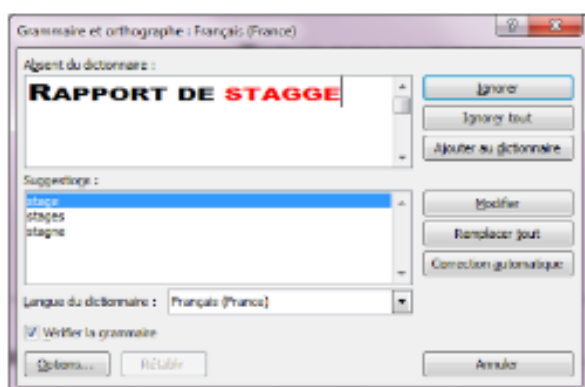 Grammaire et orthographe : Français (France)
Absent du dictionnaire :
RAPPORT DE STAGGE
Ignorer
Ignorer tout
Ajouter au dictionnaire
Suggestions :
stage
stages
stagne
Modifier
Remplacer tout
Correction automatique
Langue du dictionnaire : Français (France)
Vérifier la grammaire
Options... Rétablir Annuler